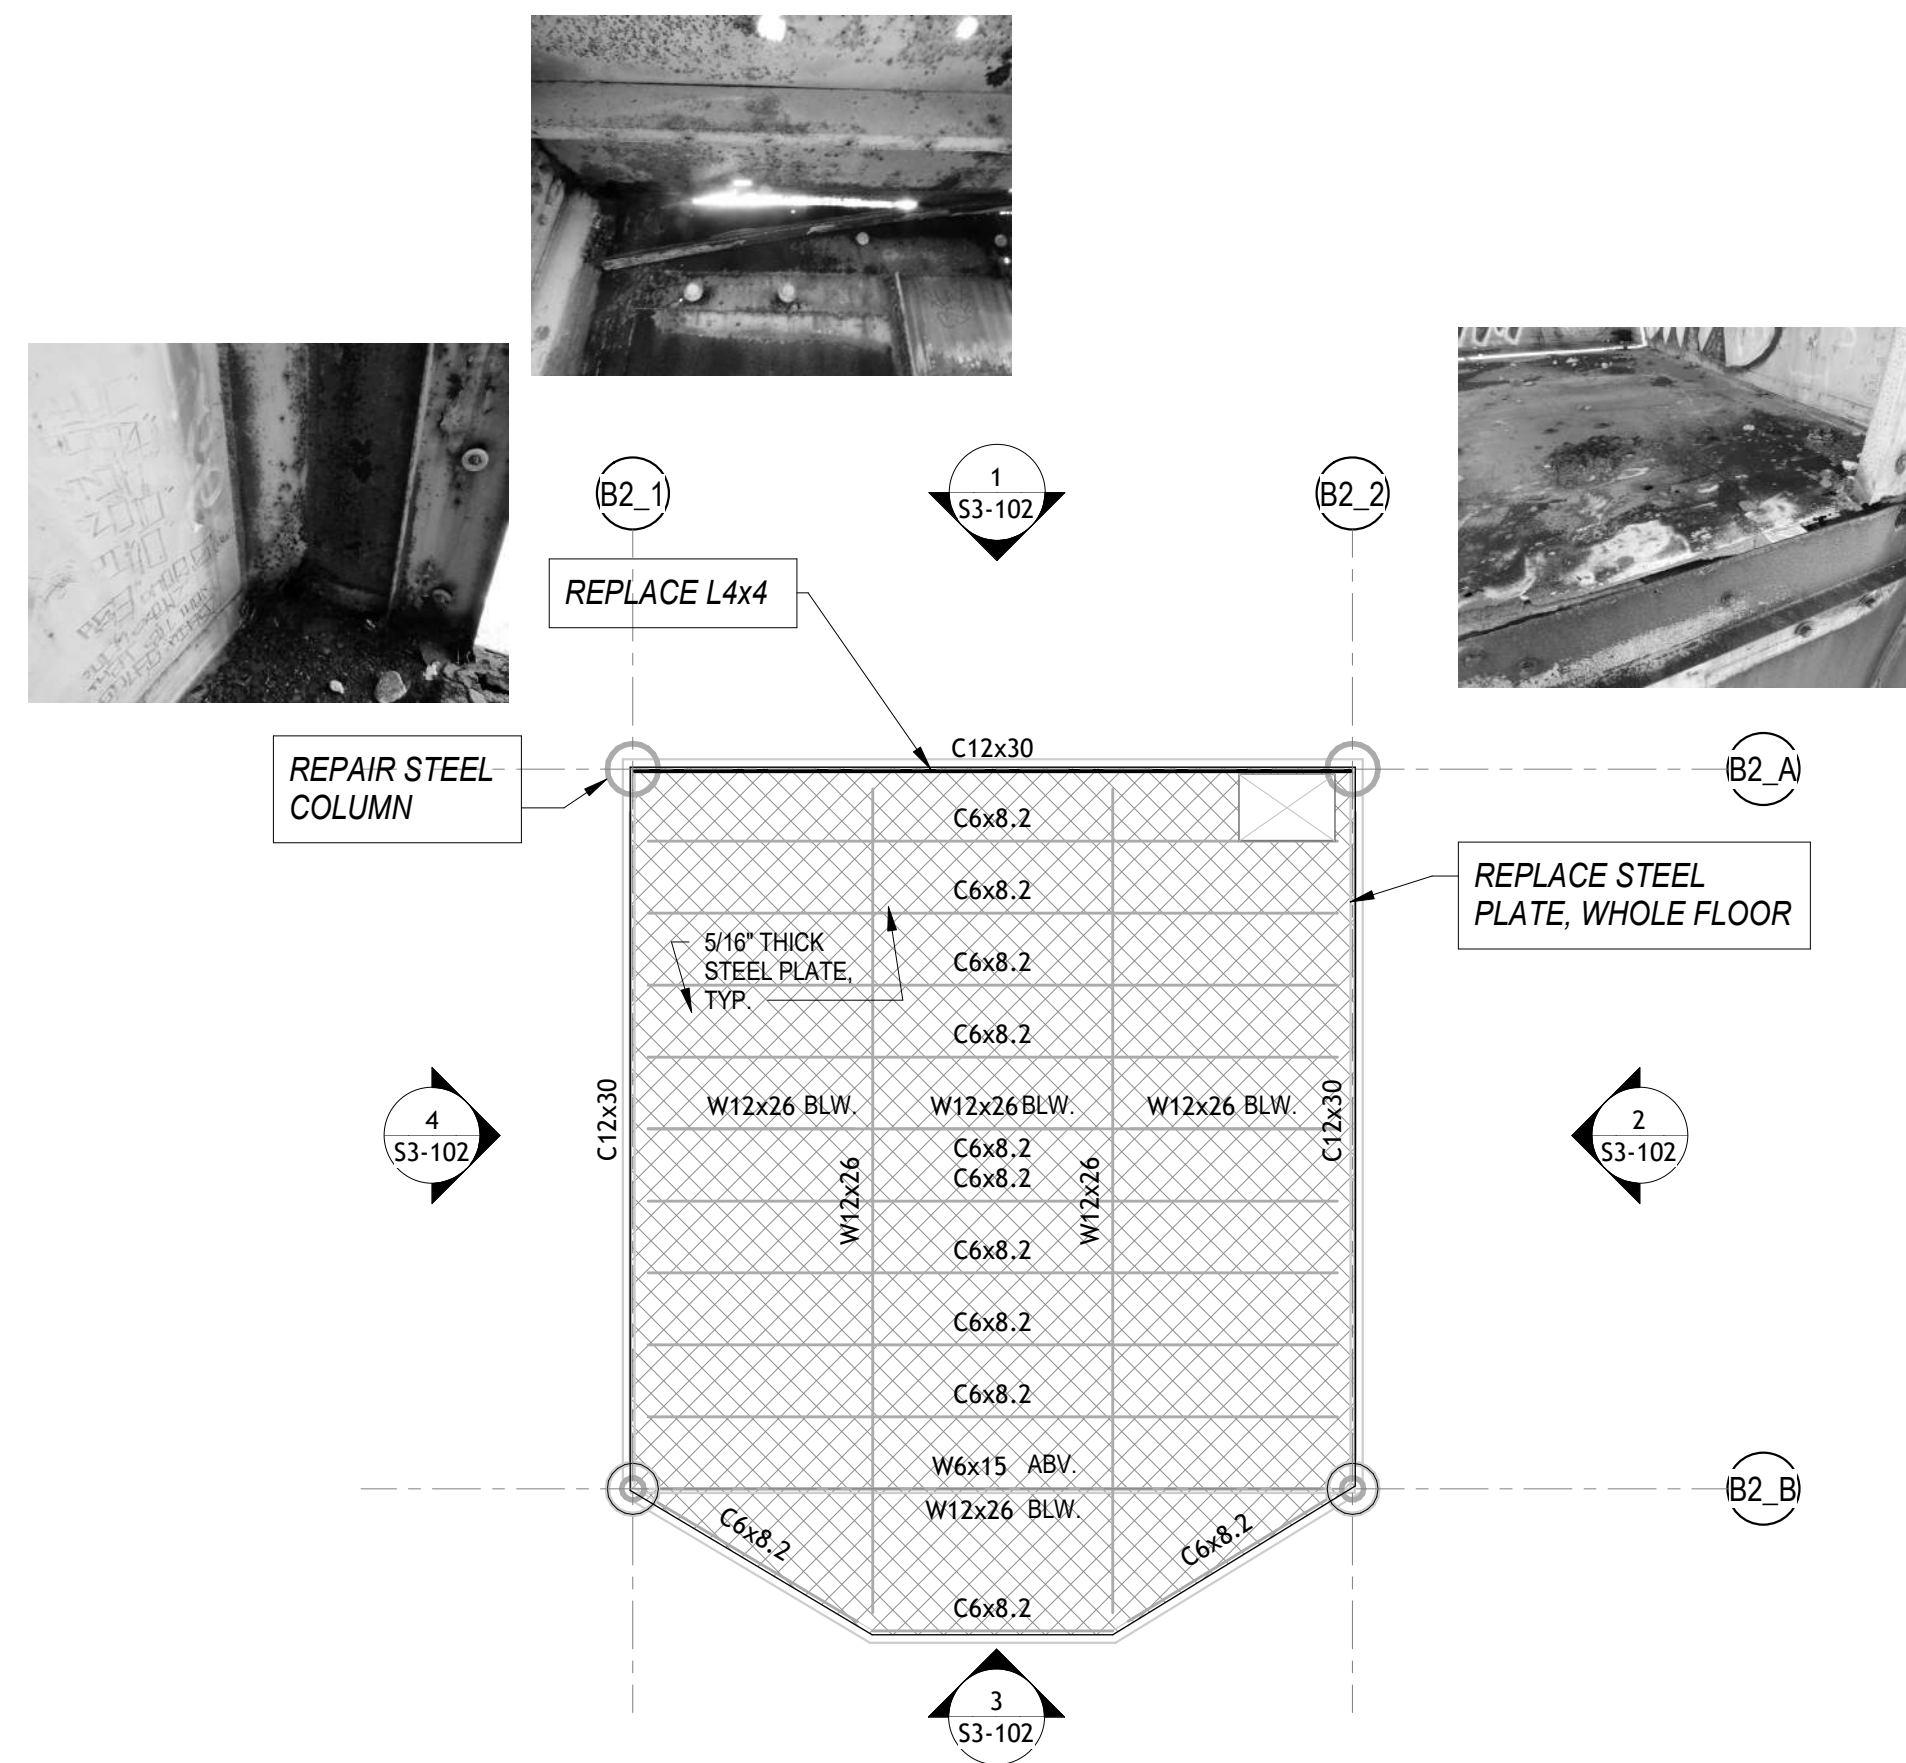 1
S3-102
B2_1
B2_2
REPLACE L4x4
REPAIR STEEL
COLUMN
C12x30
B2_A
C6x8.2
REPLACE STEEL
PLATE, WHOLE FLOOR
C6x8.2
5/16" THICK
STEEL PLATE,
TYP.
C6x8.2
C6x8.2
4
S3-102
C12x30
W12x26 BLW.
W12x26 BLW.
W12x26 BLW.
C12x30
2
S3-102
C6x8.2
C6x8.2
W12x26
W12x26
C6x8.2
C6x8.2
C6x8.2
W6x15 ABV.
W12x26 BLW.
B2_B
C6x8.2
C6x8.2
C6x8.2
3
S3-102